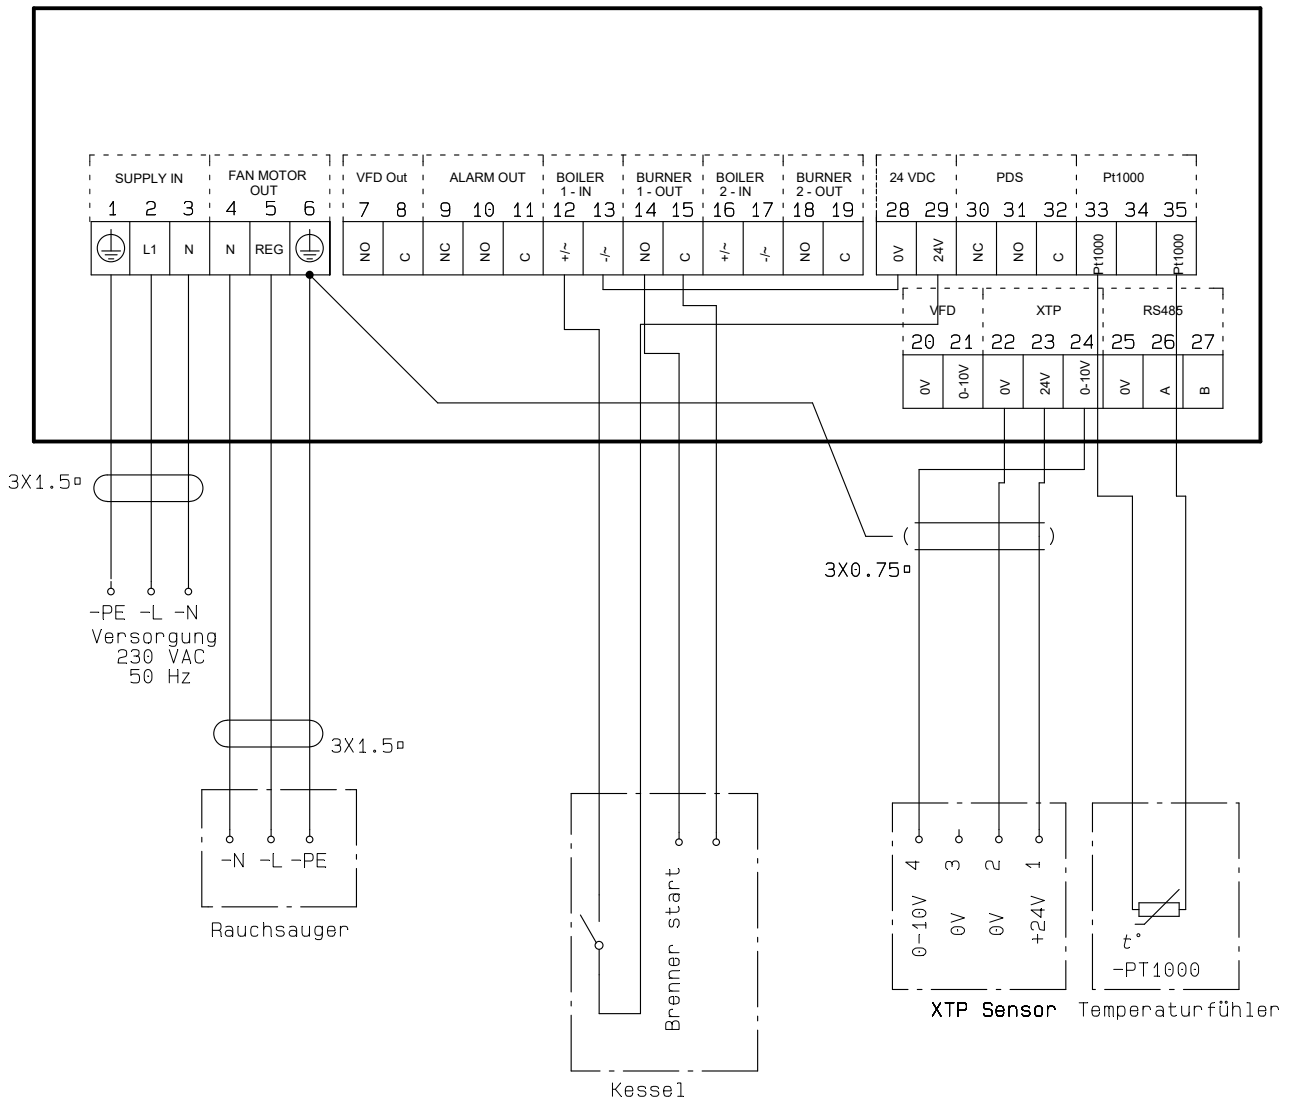 SUPPLY IN
FAN MOTOR
OUT
VFD Out
ALARM OUT
BOILER
1 - IN
BURNER
1 - OUT
BOILER
2 - IN
BURNER
2 - OUT
24 VDC
PDS
Pt1000
1 2 3 4 5 6 7 8 9 10 11 12 13 14 15 16 17 18 19 28 29 30 31 32 33 34 35
L1 N N REG NO C NC NO C +/~ -/~ NO C +/~ -/~ NO C 0V 24V NC NO C Pt1000 Pt1000
VFD
XTP
RS485
20 21 22 23 24 25 26 27
0V 0-10V 0V 24V 0-10V 0V A B
3X1.5
3X0.75
-PE -L -N
Versorgung
230 VAC
50 Hz
3X1.5
-N -L -PE
Rauchsauger
Brenner start
Kessel
4 3 2 1
0-10V 0V 0V +24V
XTP Sensor
t°
-PT1000
Temperaturfühler